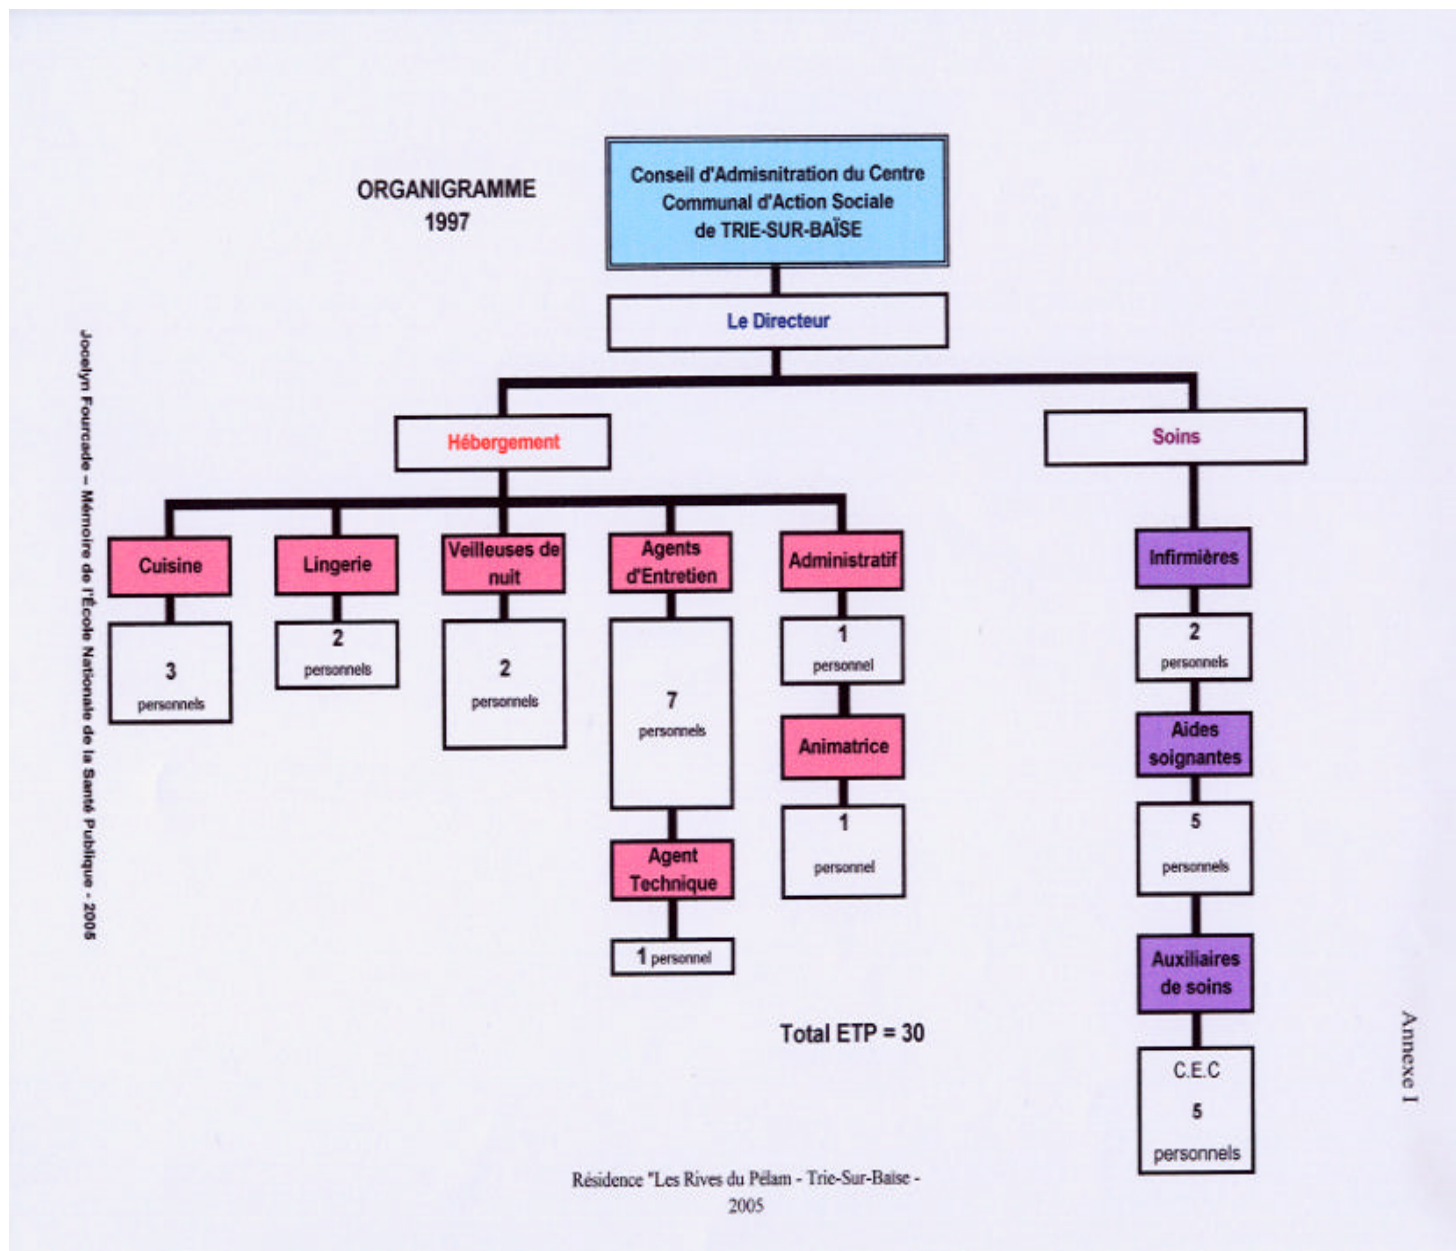 ORGANIGRAMME
1997
Conseil d'Admisnitration du Centre
Communal d'Action Sociale
de TRIE-SUR-BAÏSE
Le Directeur
Hébergement
Soins
Cuisine
3
personnels
Lingerie
2
personnels
Veilleuses de
nuit
2
personnels
Agents
d'Entretien
7
personnels
Agent
Technique
1 personnel
Administratif
1
personnel
Animatrice
1
personnel
Infirmières
2
personnels
Aides
soignantes
5
personnels
Auxiliaires
de soins
C.E.C
5
personnels
Total ETP = 30
Résidence "Les Rives du Pélam - Trie-Sur-Baïse -
2005
Jocelyn Fourcade – Mémoire de l'École Nationale de la Santé Publique - 2005
Annexe I